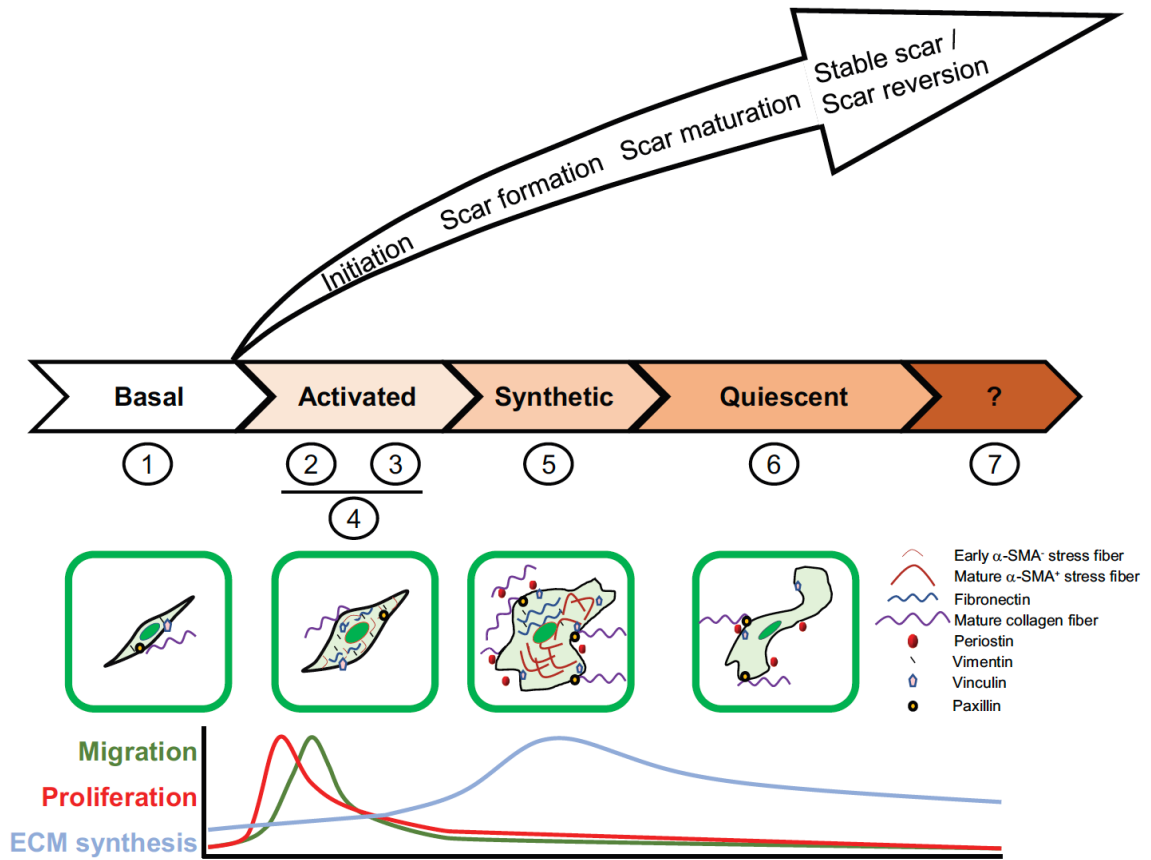 Stable scar /
Scar reversion
Scar maturation
Scar formation
Initiation
Basal
Activated
Synthetic
Quiescent
?
1
2
3
5
6
7
4
Early α-SMA⁻ stress fiber
Mature α-SMA⁺ stress fiber
Fibronectin
Mature collagen fiber
Periostin
Vimentin
Vinculin
Paxillin
Migration
Proliferation
ECM synthesis